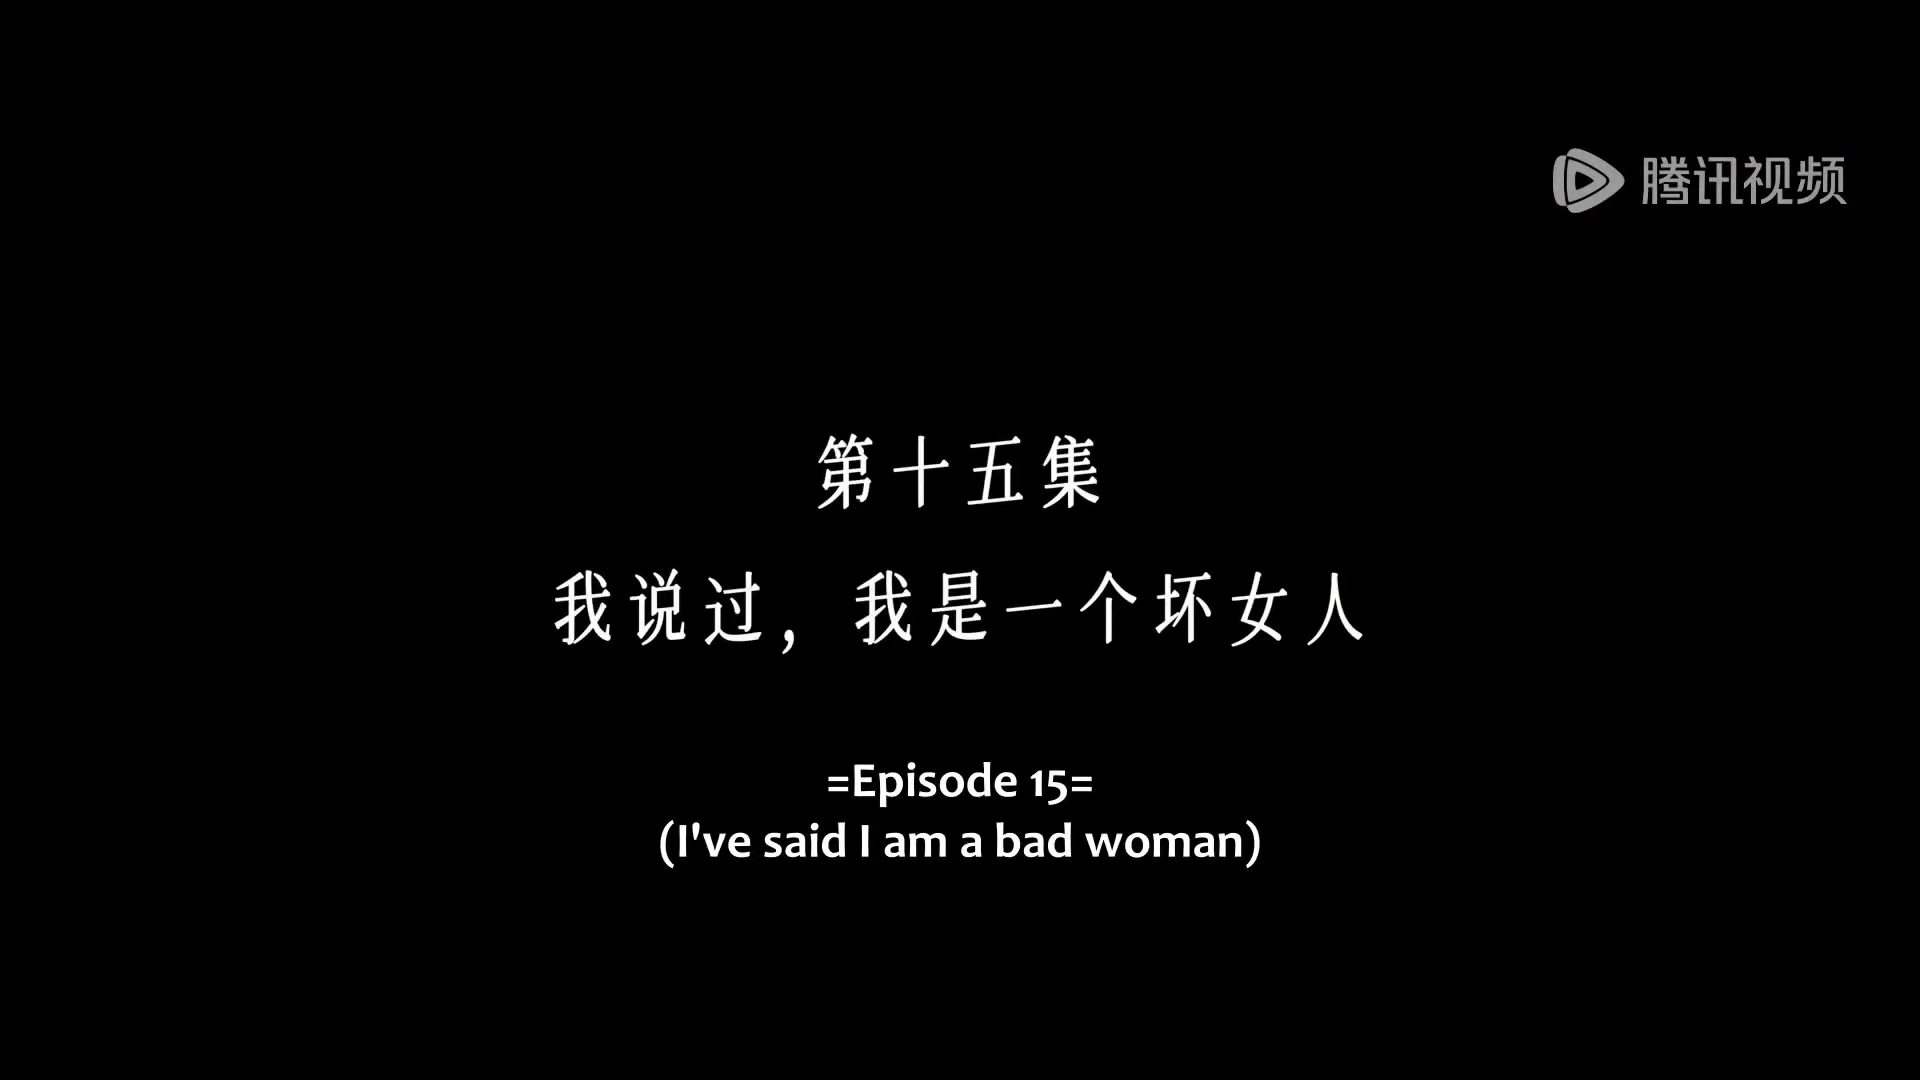 腾讯视频
第十五集
我说过，我是一个坏女人
=Episode 15=
(I've said I am a bad woman)